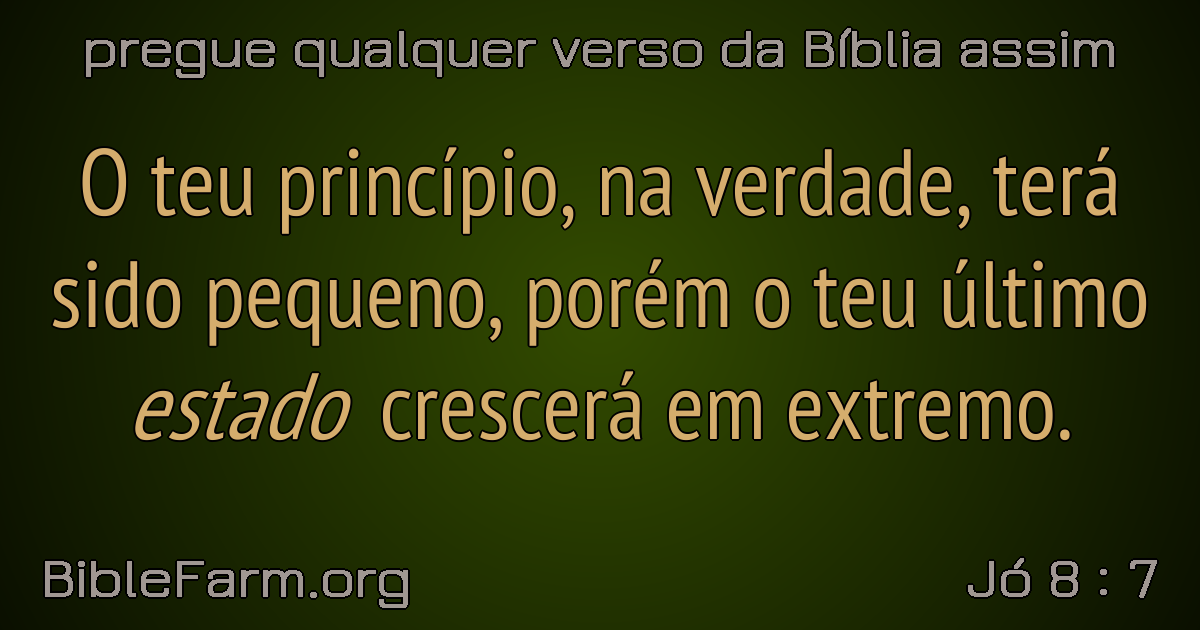 pregue qualquer verso da Bíblia assim
O teu princípio, na verdade, terá
sido pequeno, porém o teu último
estado crescerá em extremo.
BibleFarm.org
Jó 8 : 7